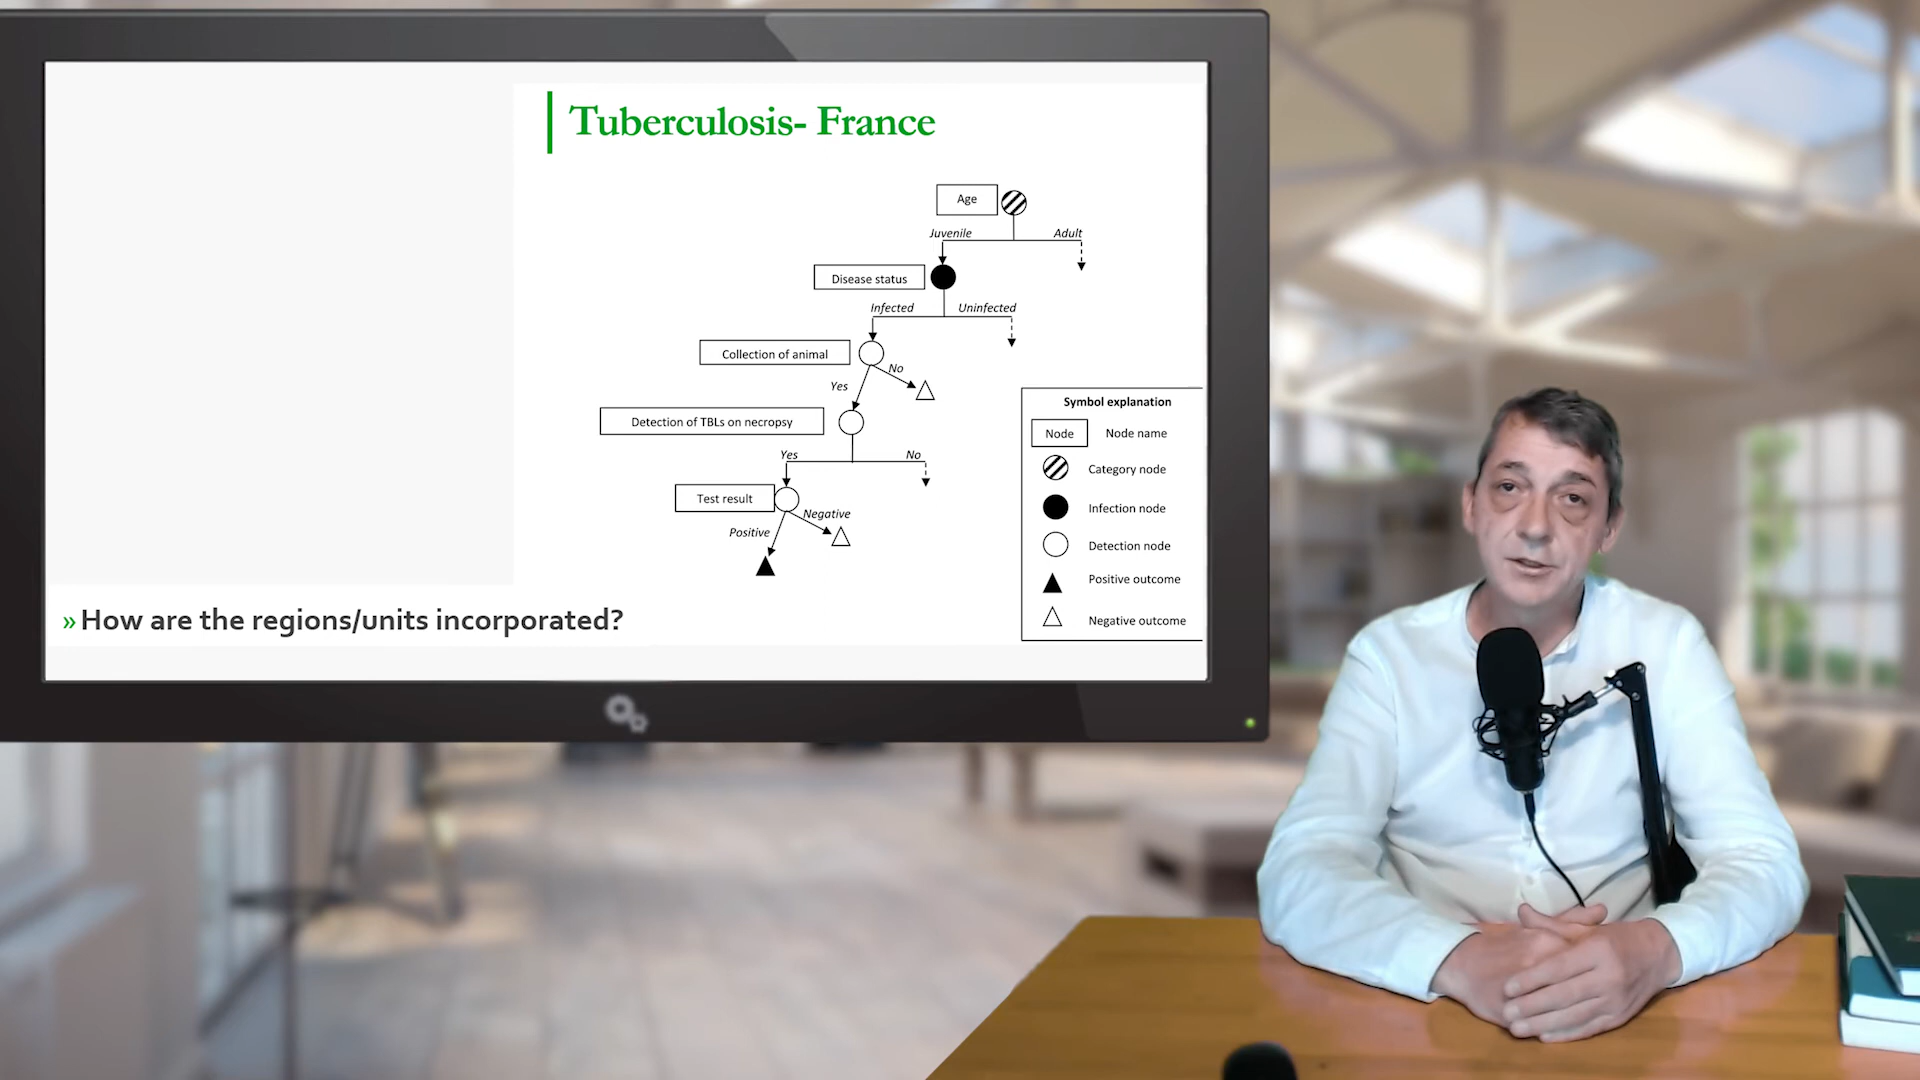 Tuberculosis- France
Age
Juvenile
Adult
Disease status
Infected
Uninfected
Collection of animal
No
Yes
Detection of TBLs on necropsy
Yes
No
Test result
Negative
Positive
Symbol explanation
Node
Node name
Category node
Infection node
Detection node
Positive outcome
Negative outcome
» How are the regions/units incorporated?